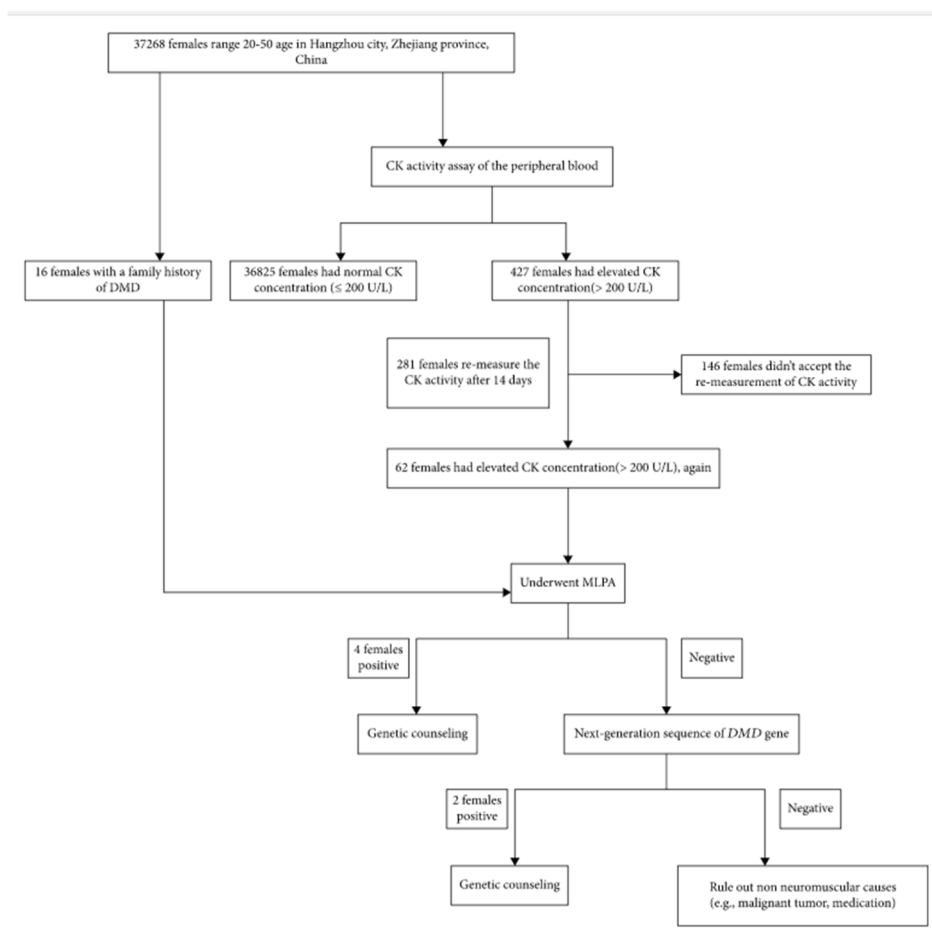 37268 females range 20-50 age in Hangzhou city, Zhejiang province,
China
CK activity assay of the peripheral blood
16 females with a family history
of DMD
36825 females had normal CK
concentration (≤ 200 U/L)
427 females had elevated CK
concentration(> 200 U/L)
281 females re-measure the
CK activity after 14 days
146 females didn't accept the
re-measurement of CK activity
62 females had elevated CK concentration(> 200 U/L), again
Underwent MLPA
4 females
positive
Negative
Genetic counseling
Next-generation sequence of DMD gene
2 females
positive
Negative
Genetic counseling
Rule out non neuromuscular causes
(e.g., malignant tumor, medication)